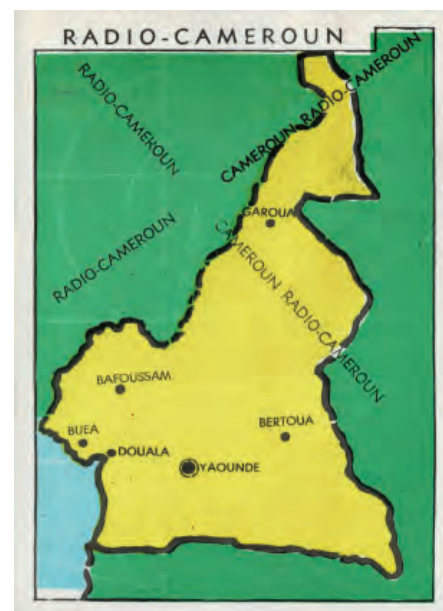 RADIO-CAMEROUN
RADIO-CAMEROUN
CAMEROUN RADIO-CAMEROUN
GAROUA
RADIO-CAMEROUN
CAMEROUN RADIO-CAMEROUN
BAFOUSSAM
BUEA
BERTOUA
DOUALA
YAOUNDE